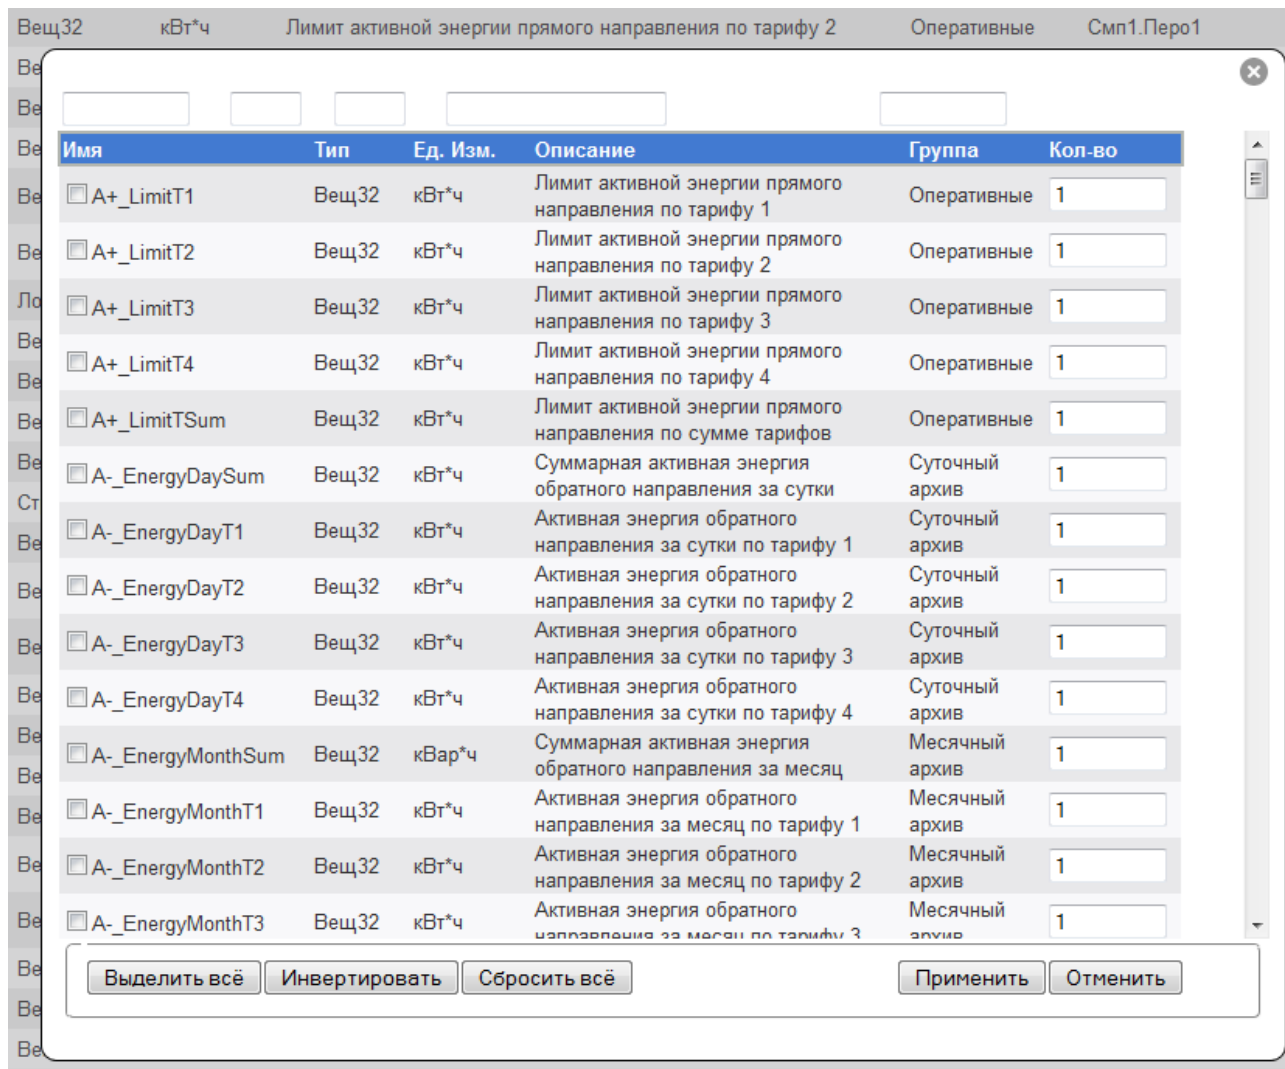 Вещ32 кВт*ч Лимит активной энергии прямого направления по тарифу 2 Оперативные Смп1.Перо1
Имя Тип Ед. Изм. Описание Группа Кол-во
A+_LimitT1 Вещ32 кВт*ч Лимит активной энергии прямого Оперативные 1
направления по тарифу 1
A+_LimitT2 Вещ32 кВт*ч Лимит активной энергии прямого Оперативные 1
направления по тарифу 2
A+_LimitT3 Вещ32 кВт*ч Лимит активной энергии прямого Оперативные 1
направления по тарифу 3
A+_LimitT4 Вещ32 кВт*ч Лимит активной энергии прямого Оперативные 1
направления по тарифу 4
A+_LimitTSum Вещ32 кВт*ч Лимит активной энергии прямого Оперативные 1
направления по сумме тарифов
A-_EnergyDaySum Вещ32 кВт*ч Суммарная активная энергия Суточный 1
обратного направления за сутки архив
A-_EnergyDayT1 Вещ32 кВт*ч Активная энергия обратного Суточный 1
направления за сутки по тарифу 1 архив
A-_EnergyDayT2 Вещ32 кВт*ч Активная энергия обратного Суточный 1
направления за сутки по тарифу 2 архив
A-_EnergyDayT3 Вещ32 кВт*ч Активная энергия обратного Суточный 1
направления за сутки по тарифу 3 архив
A-_EnergyDayT4 Вещ32 кВт*ч Активная энергия обратного Суточный 1
направления за сутки по тарифу 4 архив
A-_EnergyMonthSum Вещ32 кВар*ч Суммарная активная энергия Месячный 1
обратного направления за месяц архив
A-_EnergyMonthT1 Вещ32 кВт*ч Активная энергия обратного Месячный 1
направления за месяц по тарифу 1 архив
A-_EnergyMonthT2 Вещ32 кВт*ч Активная энергия обратного Месячный 1
направления за месяц по тарифу 2 архив
A-_EnergyMonthT3 Вещ32 кВт*ч Активная энергия обратного Месячный 1
направления за месяц по тарифу 3 архив
Выделить всё Инвертировать Сбросить всё Применить Отменить